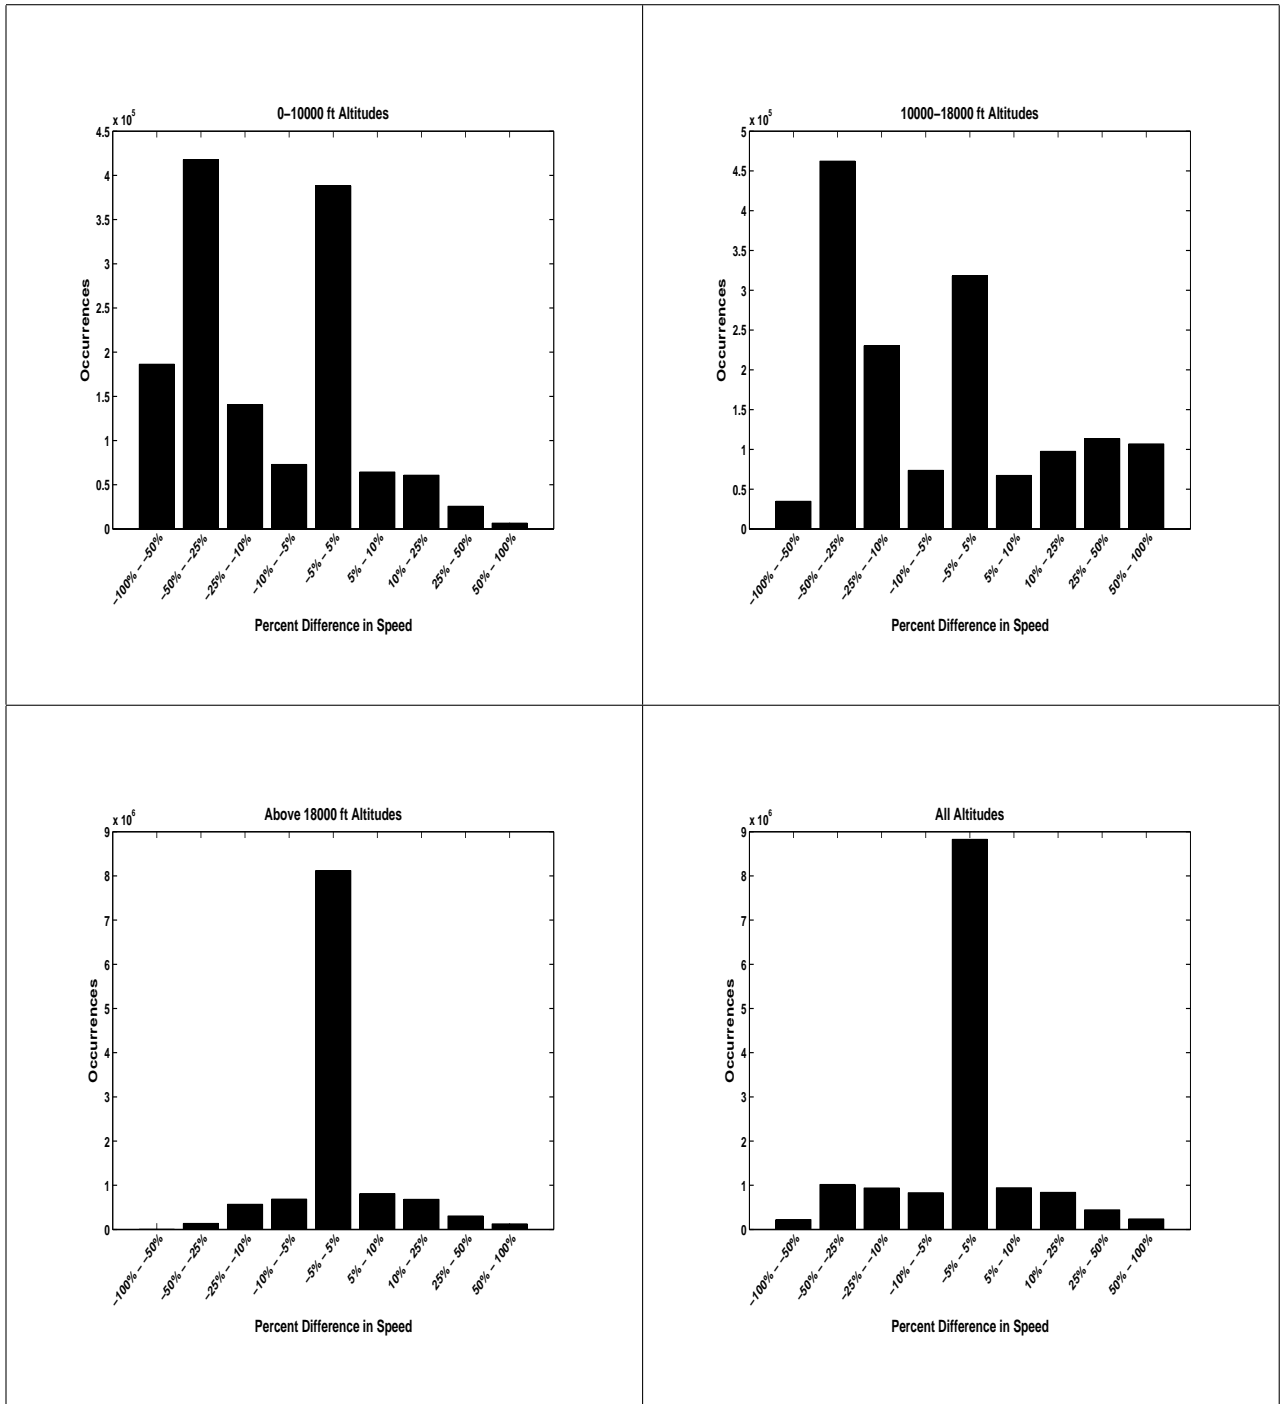 0–10000 ft Altitudes
x 10^5
4.5
4
3.5
3
2.5
2
1.5
1
0.5
0
Occurrences
–100% – –50%
–50% – –25%
–25% – –10%
–10% – –5%
–5% – 5%
5% – 10%
10% – 25%
25% – 50%
50% – 100%
Percent Difference in Speed
10000–18000 ft Altitudes
x 10^5
5
4.5
4
3.5
3
2.5
2
1.5
1
0.5
0
Occurrences
–100% – –50%
–50% – –25%
–25% – –10%
–10% – –5%
–5% – 5%
5% – 10%
10% – 25%
25% – 50%
50% – 100%
Percent Difference in Speed
Above 18000 ft Altitudes
x 10^6
9
8
7
6
5
4
3
2
1
0
Occurrences
–100% – –50%
–50% – –25%
–25% – –10%
–10% – –5%
–5% – 5%
5% – 10%
10% – 25%
25% – 50%
50% – 100%
Percent Difference in Speed
All Altitudes
x 10^6
9
8
7
6
5
4
3
2
1
0
Occurrences
–100% – –50%
–50% – –25%
–25% – –10%
–10% – –5%
–5% – 5%
5% – 10%
10% – 25%
25% – 50%
50% – 100%
Percent Difference in Speed